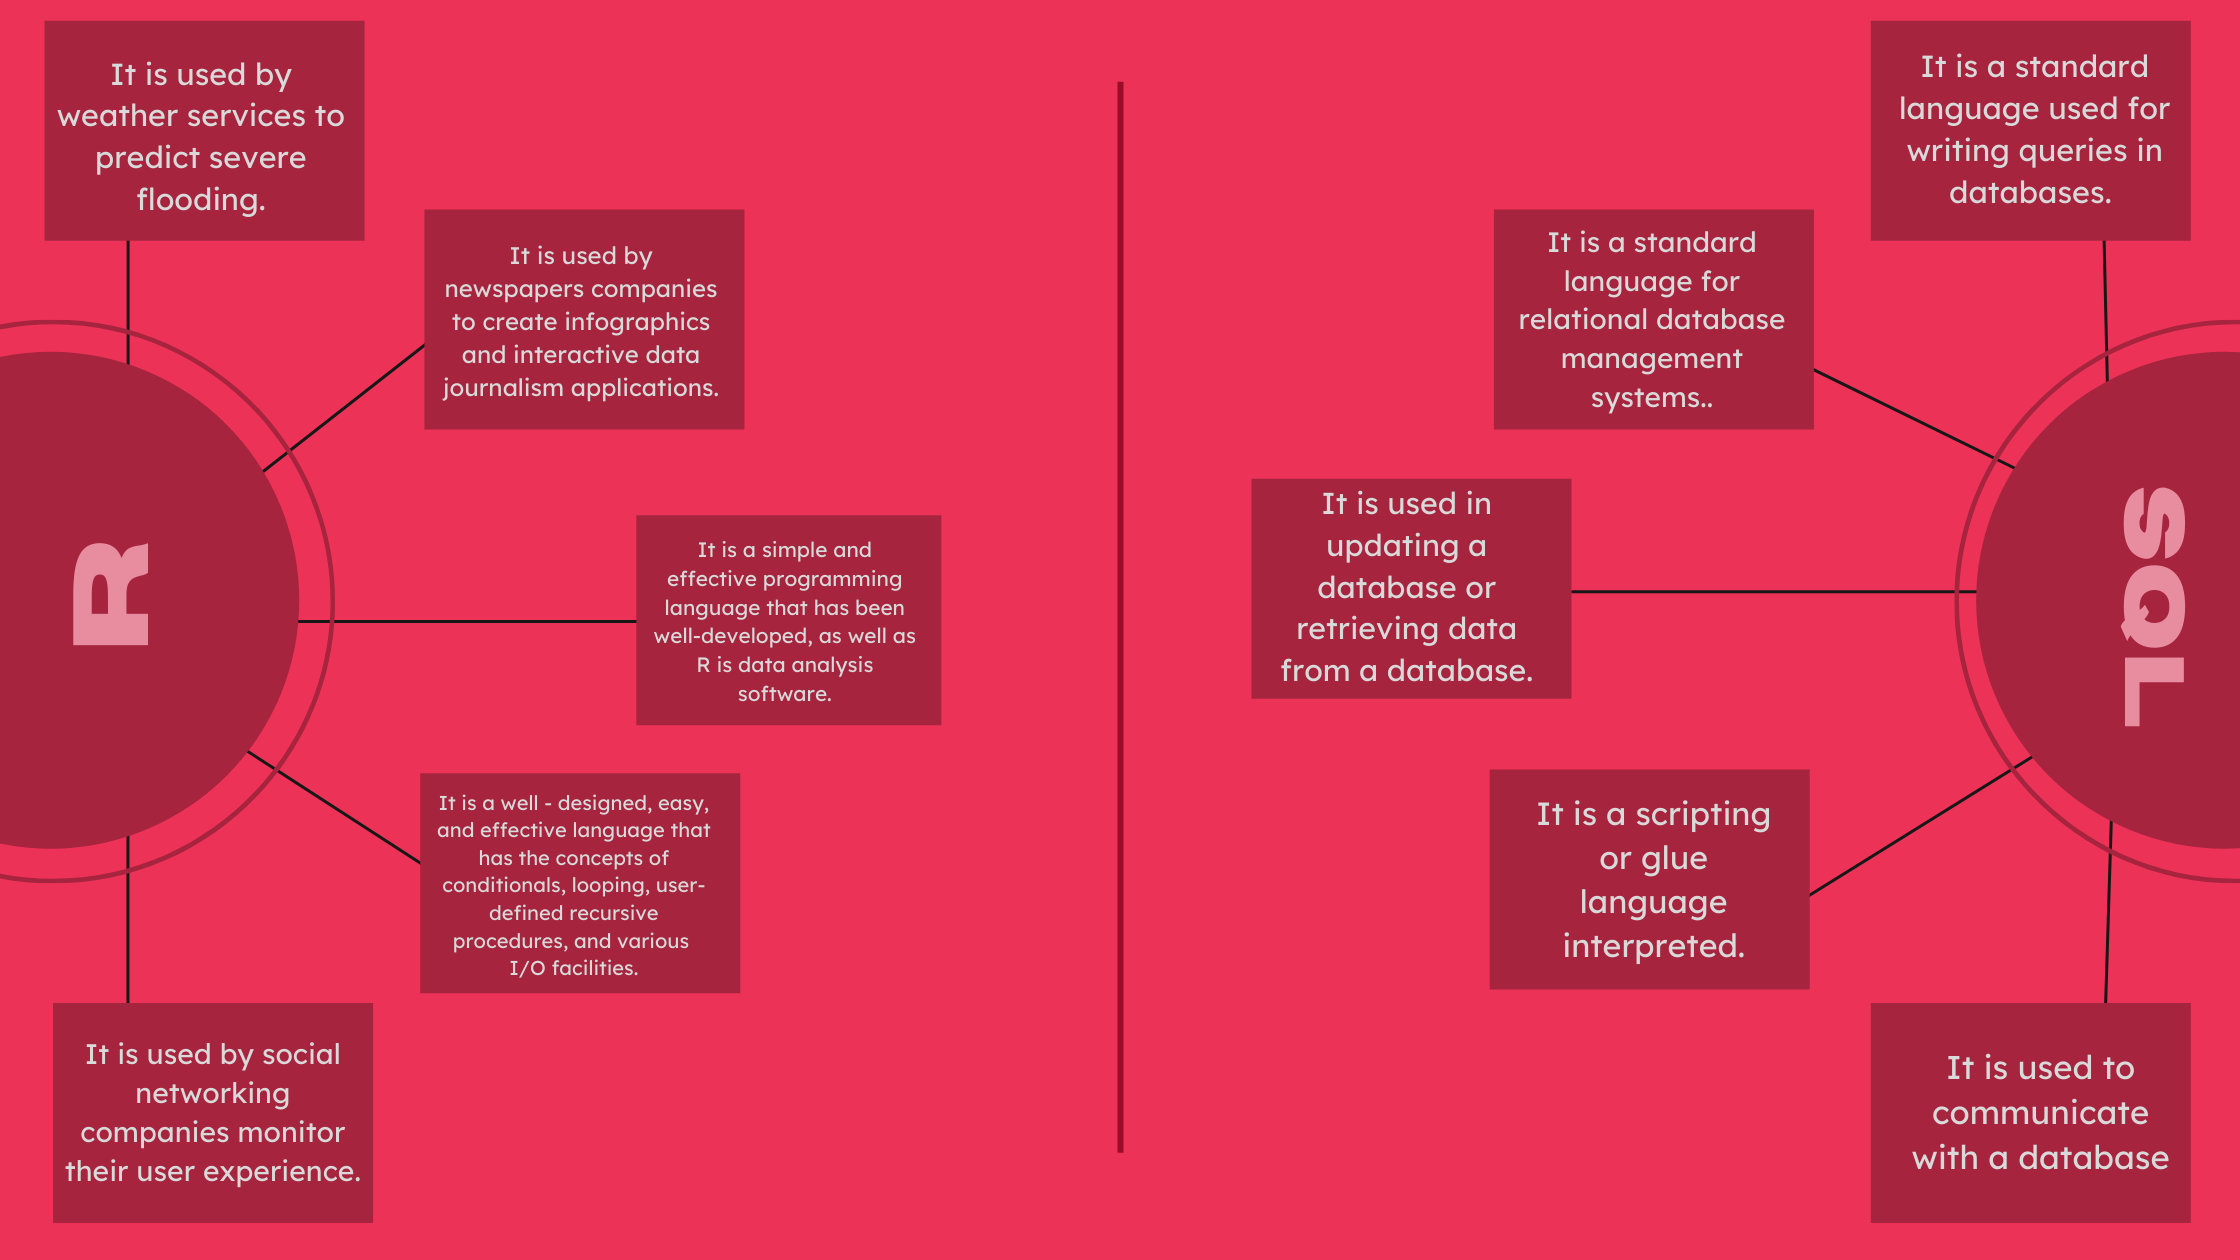 It is used by
weather services to
predict severe
flooding.
It is used by
newspapers companies
to create infographics
and interactive data
journalism applications.
R
It is a simple and
effective programming
language that has been
well-developed, as well as
R is data analysis
software.
It is a well - designed, easy,
and effective language that
has the concepts of
conditionals, looping, user-
defined recursive
procedures, and various
I/O facilities.
It is used by social
networking
companies monitor
their user experience.
It is a standard
language used for
writing queries in
databases.
It is a standard
language for
relational database
management
systems..
It is used in
updating a
database or
retrieving data
from a database.
SQL
It is a scripting
or glue
language
interpreted.
It is used to
communicate
with a database